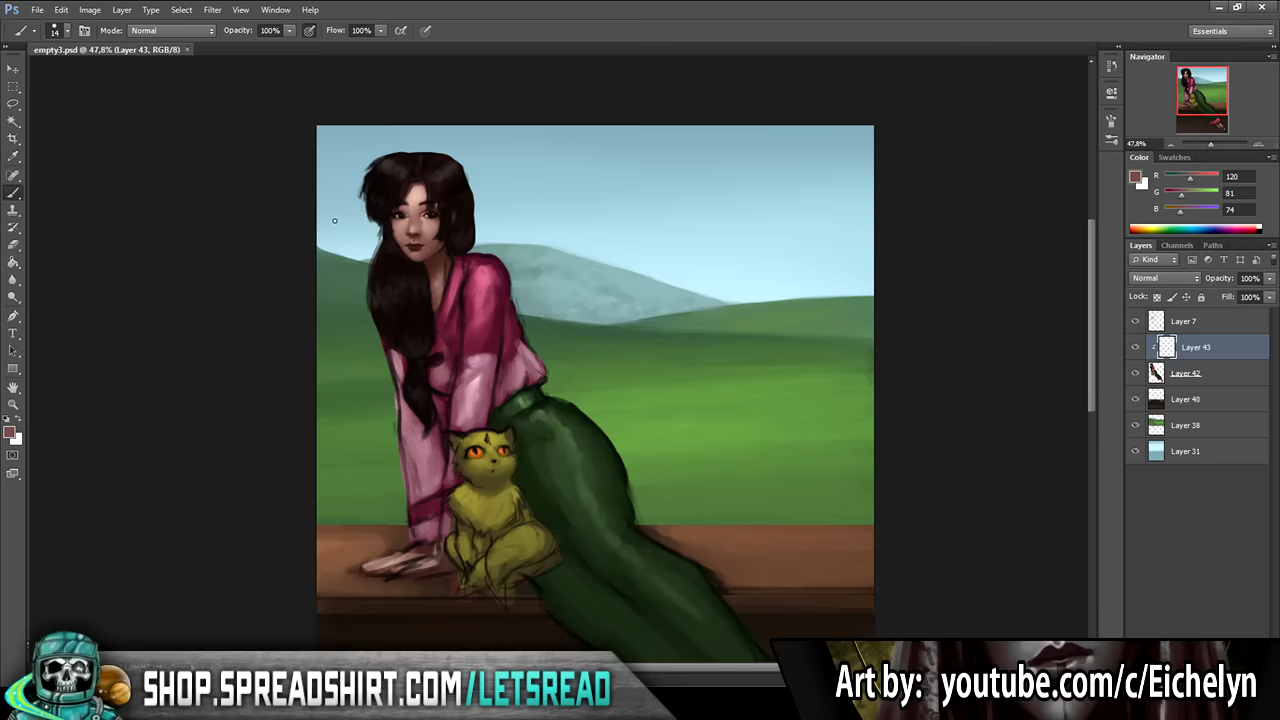 Ps File Edit Image Layer Type Select Filter View Window Help
14 Mode: Normal Opacity: 100% Flow: 100% Essentials
empty3.psd @ 47,8% (Layer 43, RGB/8) ×
Navigator
47,8%
Color Swatches
R 120
G 81
B 74
Layers Channels Paths
Kind
Normal Opacity: 100%
Lock: Fill: 100%
Layer 7
Layer 43
Layer 42
Layer 40
Layer 38
Layer 31
SHOP.SPREADSHIRT.COM/LETSREAD
Art by: youtube.com/c/Eichelyn